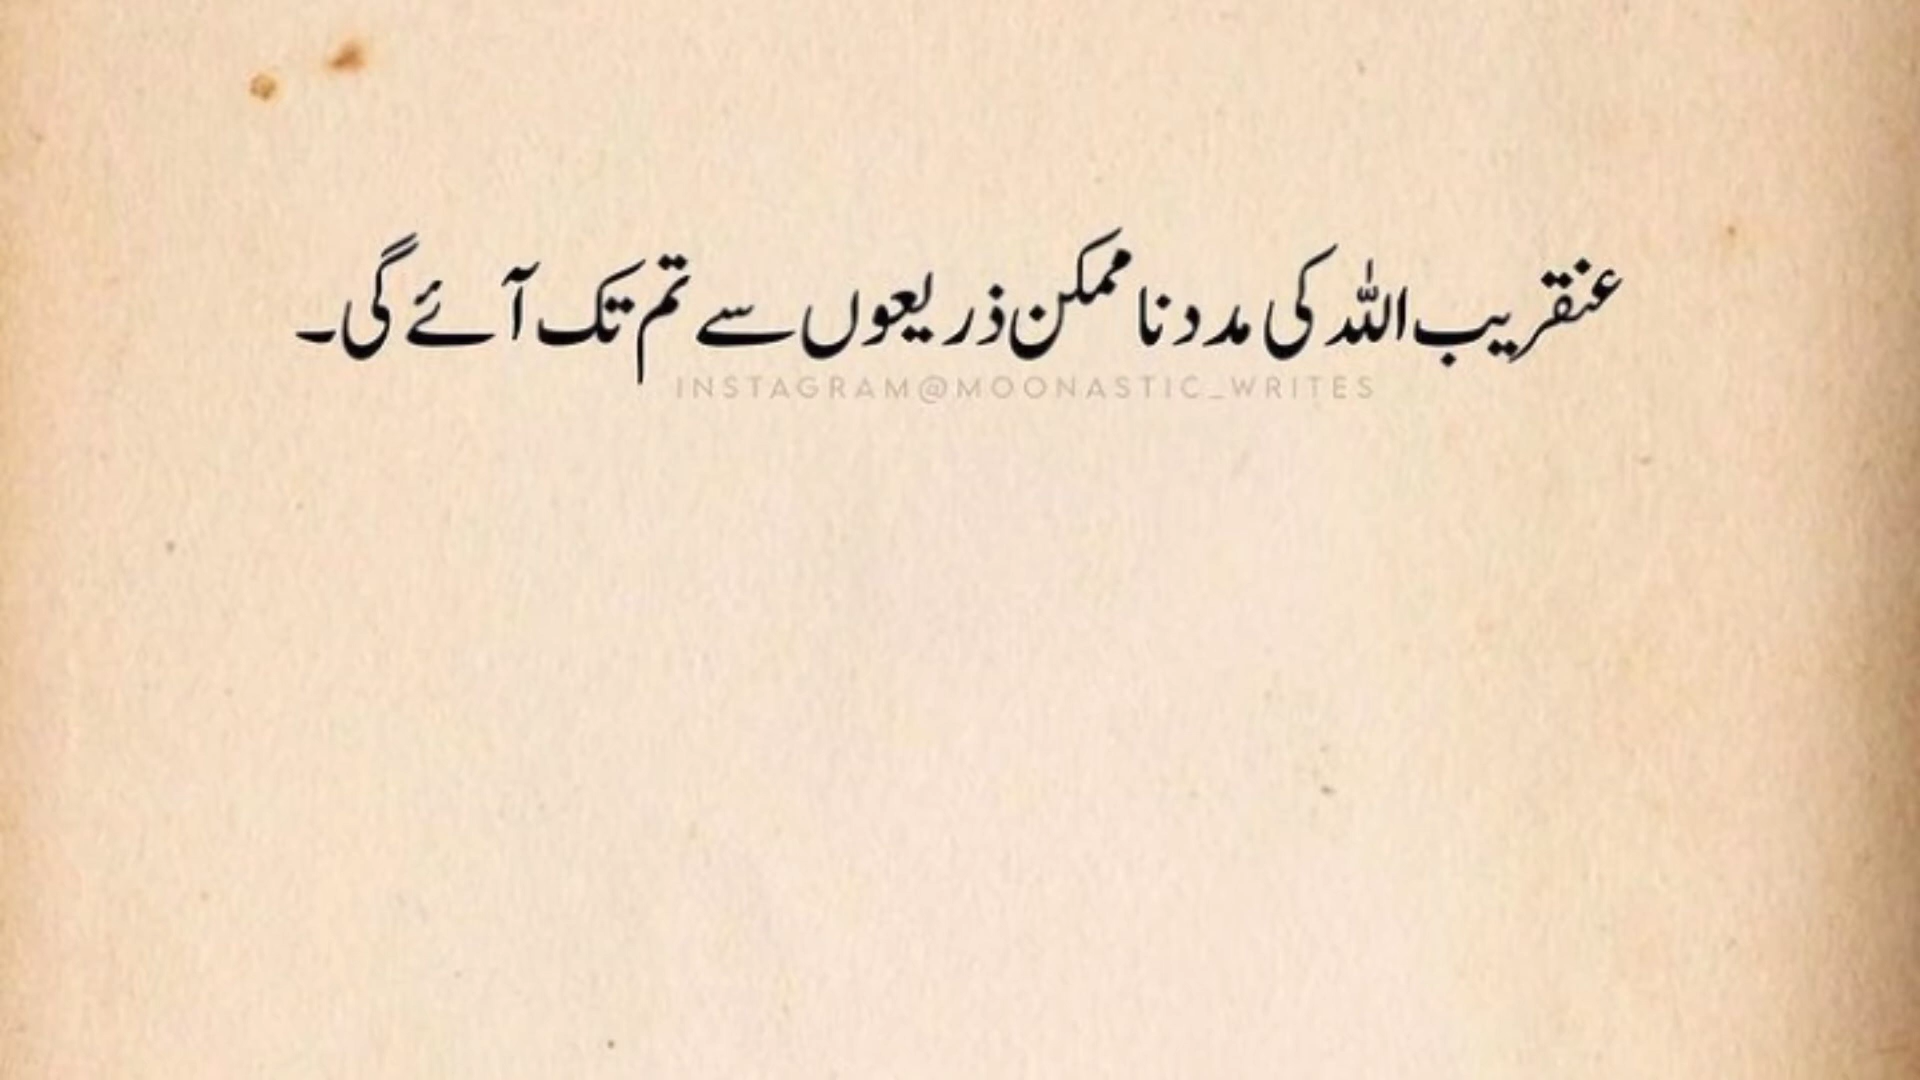 عنقریب اللہ کی مدد ناممکن ذریعوں سے تم تک آئے گی۔
INSTAGRAM@MOONASTIC_WRITES